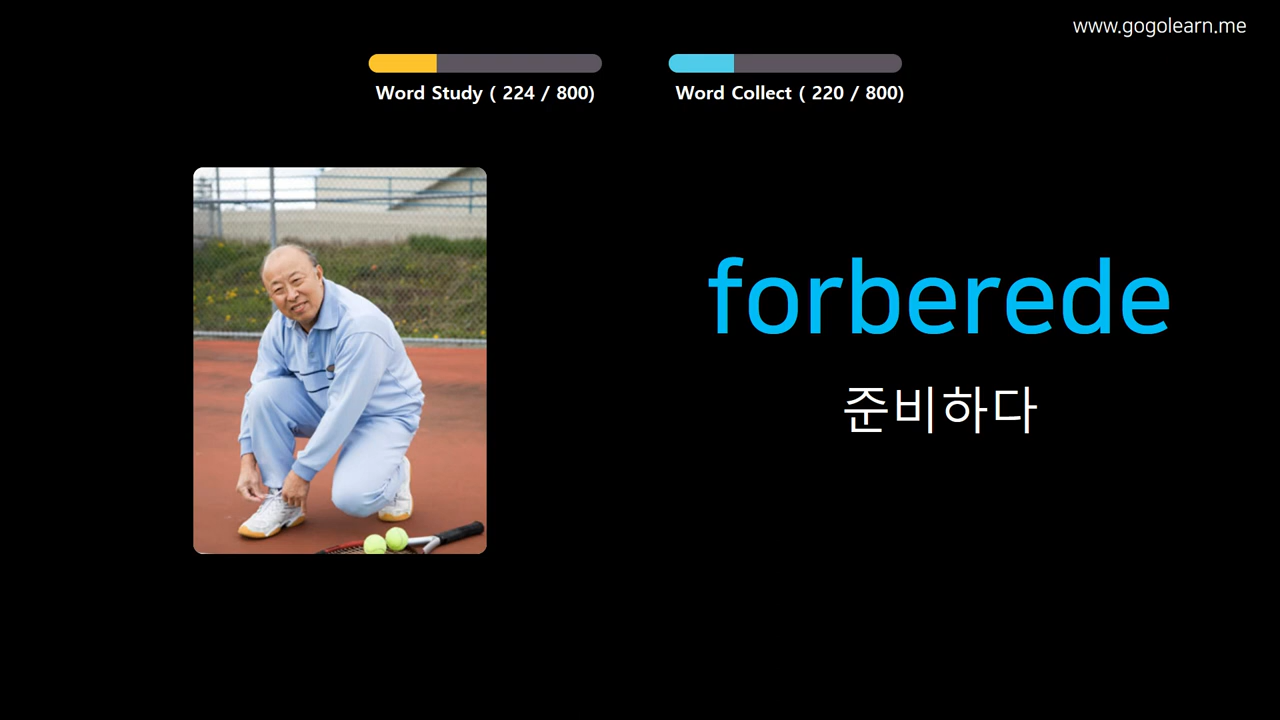 www.gogolearn.me
Word Study ( 224 / 800)
Word Collect ( 220 / 800)
forberede
준비하다